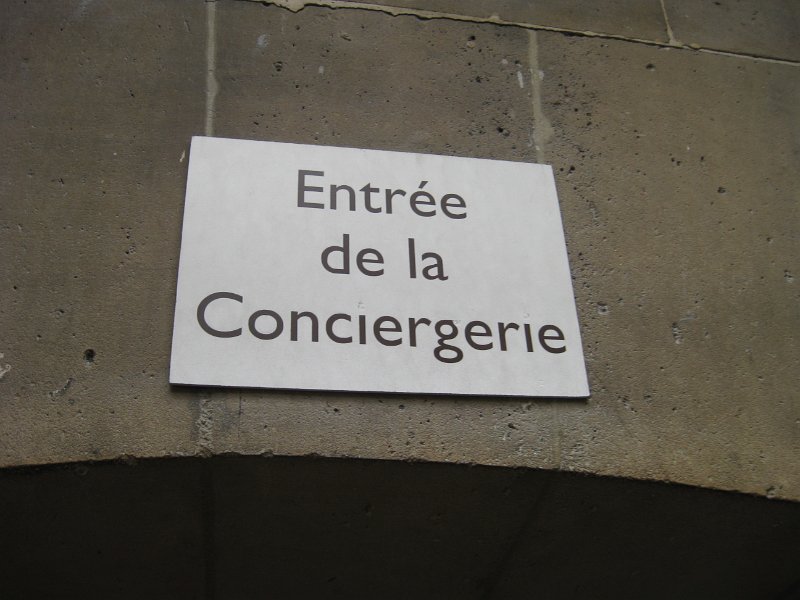 Entrée
de la
Conciergerie